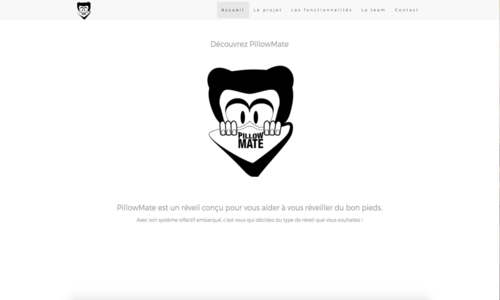 Accueil Le projet Les fonctionnalités La team Contact
Découvrez PillowMate
PILLOW
MATE
PillowMate est un réveil conçu pour vous aider à vous réveiller du bon pieds.
Avec son système olfactif embarqué, c'est vous qui décidez du type de réveil que vous souhaitez !